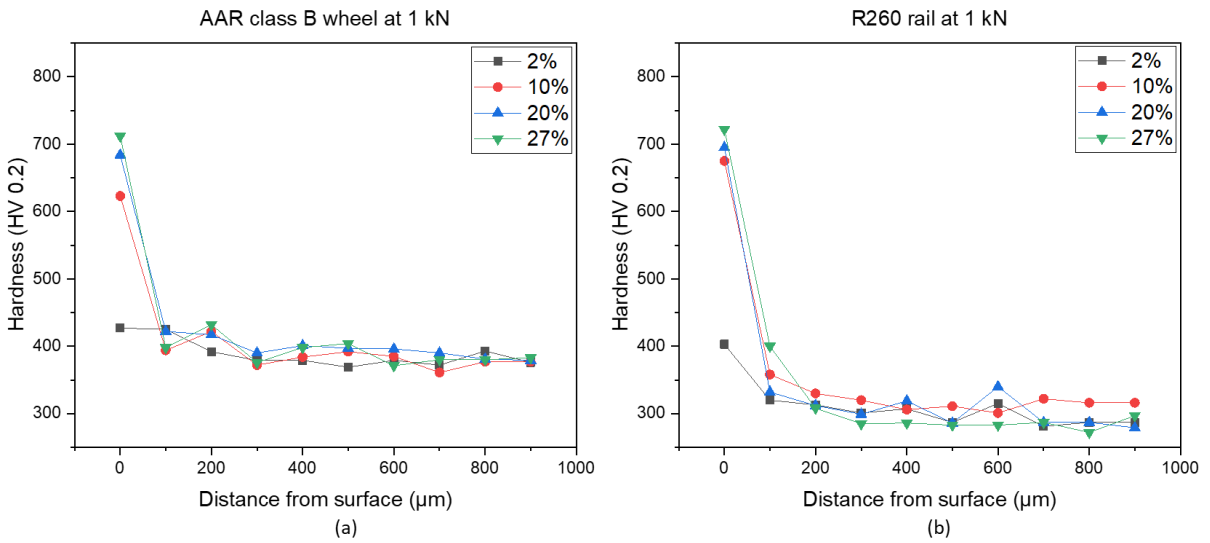 AAR class B wheel at 1 kN
2%
10%
20%
27%
800
700
600
500
400
300
Hardness (HV 0.2)
0 200 400 600 800 1000
Distance from surface (µm)
(a)
R260 rail at 1 kN
2%
10%
20%
27%
800
700
600
500
400
300
Hardness (HV 0.2)
0 200 400 600 800 1000
Distance from surface (µm)
(b)